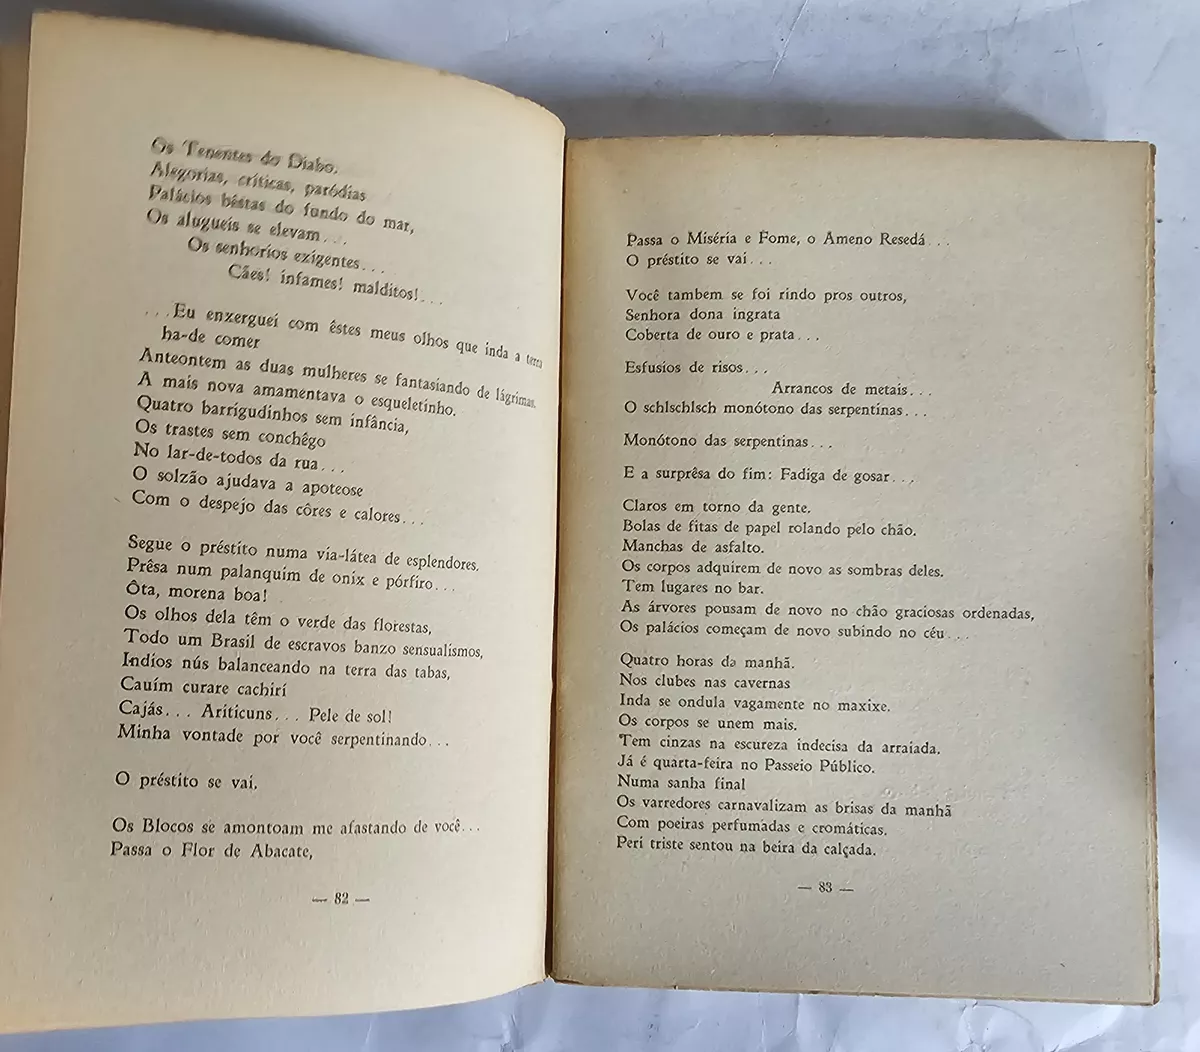 Os Tenentes do Diabo.
Alegorias, críticas, paródias
Palácios bêstas do fundo do mar,
Os alugueis se elevam...
Os senhorios exigentes...
Cães! infames! malditos!...
...Eu enxerguei com êstes meus olhos que inda a terra
ha-de comer
Anteontem as duas mulheres se fantasiando de lágrimas.
A mais nova amamentava o esqueletinho.
Quatro barrigudinhos sem infância,
Os trastes sem conchêgo
No lar-de-todos da rua...
O solzão ajudava a apoteose
Com o despejo das côres e calores...
Segue o préstito numa via-látea de esplendores.
Prêsa num palanquim de onix e pórfiro...
Ôta, morena boa!
Os olhos dela têm o verde das florestas,
Todo um Brasil de escravos banzo sensualismos,
Indios nús balanceando na terra das tabas,
Cauím curare cachirí
Cajás... Ariticuns... Pele de sol!
Minha vontade por você serpentinando...
O préstito se vai.
Os Blocos se amontoam me afastando de você...
Passa o Flor de Abacate,
— 82 —
Passa o Miséria e Fome, o Ameno Resedá...
O préstito se vai...
Você tambem se foi rindo pros outros,
Senhora dona ingrata
Coberta de ouro e prata...
Esfusios de risos...
Arrancos de metais...
O schlschlsch monótono das serpentinas...
Monótono das serpentinas...
E a surprêsa do fim: Fadiga de gosar...
Claros em torno da gente.
Bolas de fitas de papel rolando pelo chão.
Manchas de asfalto.
Os corpos adquirem de novo as sombras deles.
Tem lugares no bar.
As árvores pousam de novo no chão graciosas ordenadas,
Os palácios começam de novo subindo no céu...
Quatro horas da manhã.
Nos clubes nas cavernas
Inda se ondula vagamente no maxixe.
Os corpos se unem mais.
Tem cinzas na escureza indecisa da arraiada.
Já é quarta-feira no Passeio Público.
Numa sanha final
Os varredores carnavalizam as brisas da manhã
Com poeiras perfumadas e cromáticas.
Peri triste sentou na beira da calçada.
— 83 —